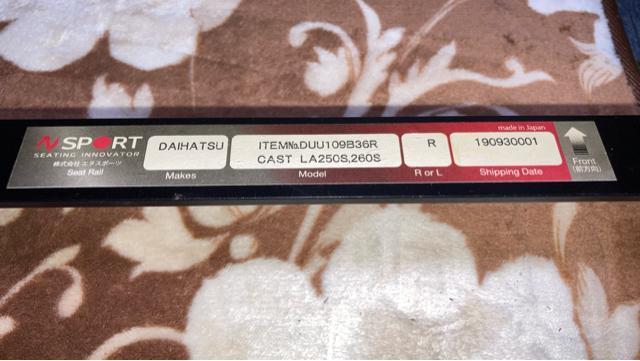 N SPORT
SEATING INNOVATOR
株式会社 エヌスポーツ
Seat Rail
DAIHATSU
Makes
ITEM№DUU109B36R
CAST LA250S,260S
Model
R
R or L
made in Japan
190930001
Shipping Date
Front
(前方向)